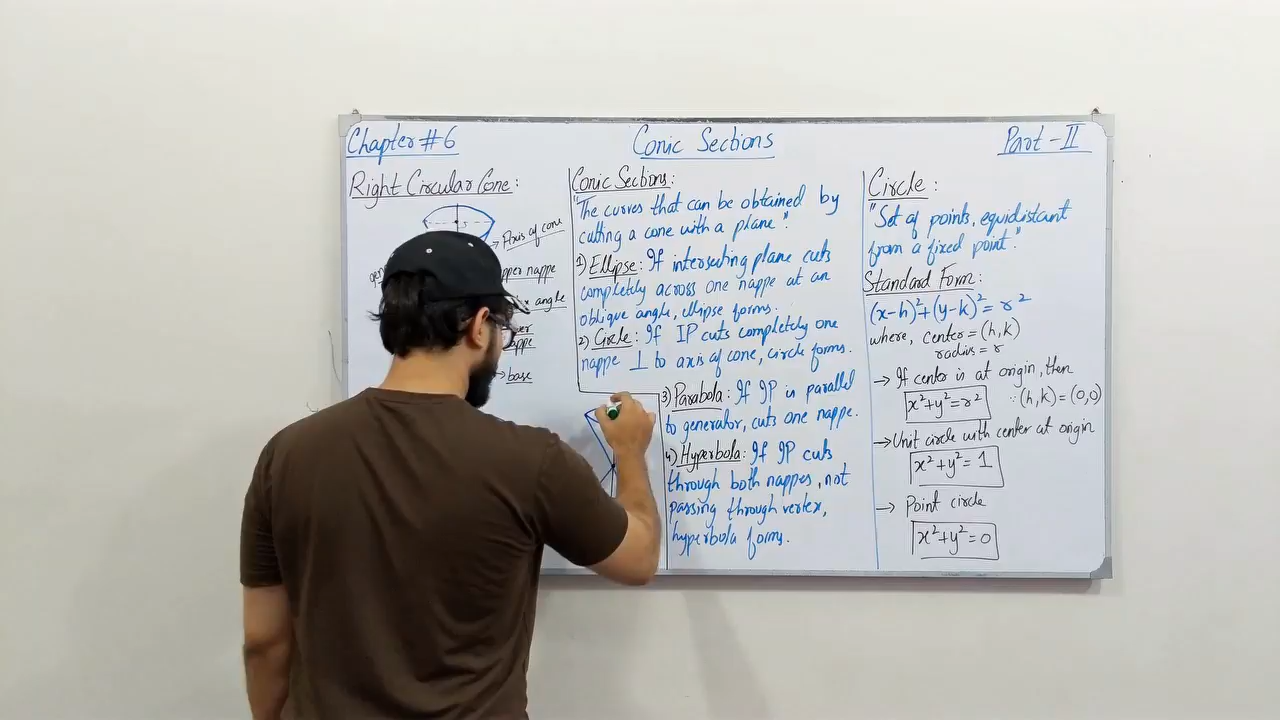 Chapter #6
Conic Sections
Part - II
Right Circular Cone :
Axis of cone
angle
base
Conic Sections:
"The curves that can be obtained by
cutting a cone with a plane".
1) Ellipse : If intersecting plane cuts
completely across one nappe at an
oblique angle, ellipse forms.
2) Circle : If IP cuts completely one
nappe ⊥ to axis of cone, circle forms.
3) Parabola : If IP is parallel
to generator, cuts one nappe.
4) Hyperbola : If IP cuts
through both nappes, not
passing through vertex,
hyperbola forms.
Circle :
"Set of points, equidistant
from a fixed point."
Standard Form :
(x-h)²+(y-k)² = r²
where, center = (h,k)
radius = r
→ If center is at origin, then
x²+y²=r² ∵ (h,k) = (0,0)
→ Unit circle with center at origin
x²+y² = 1
→ Point circle
x²+y² = 0